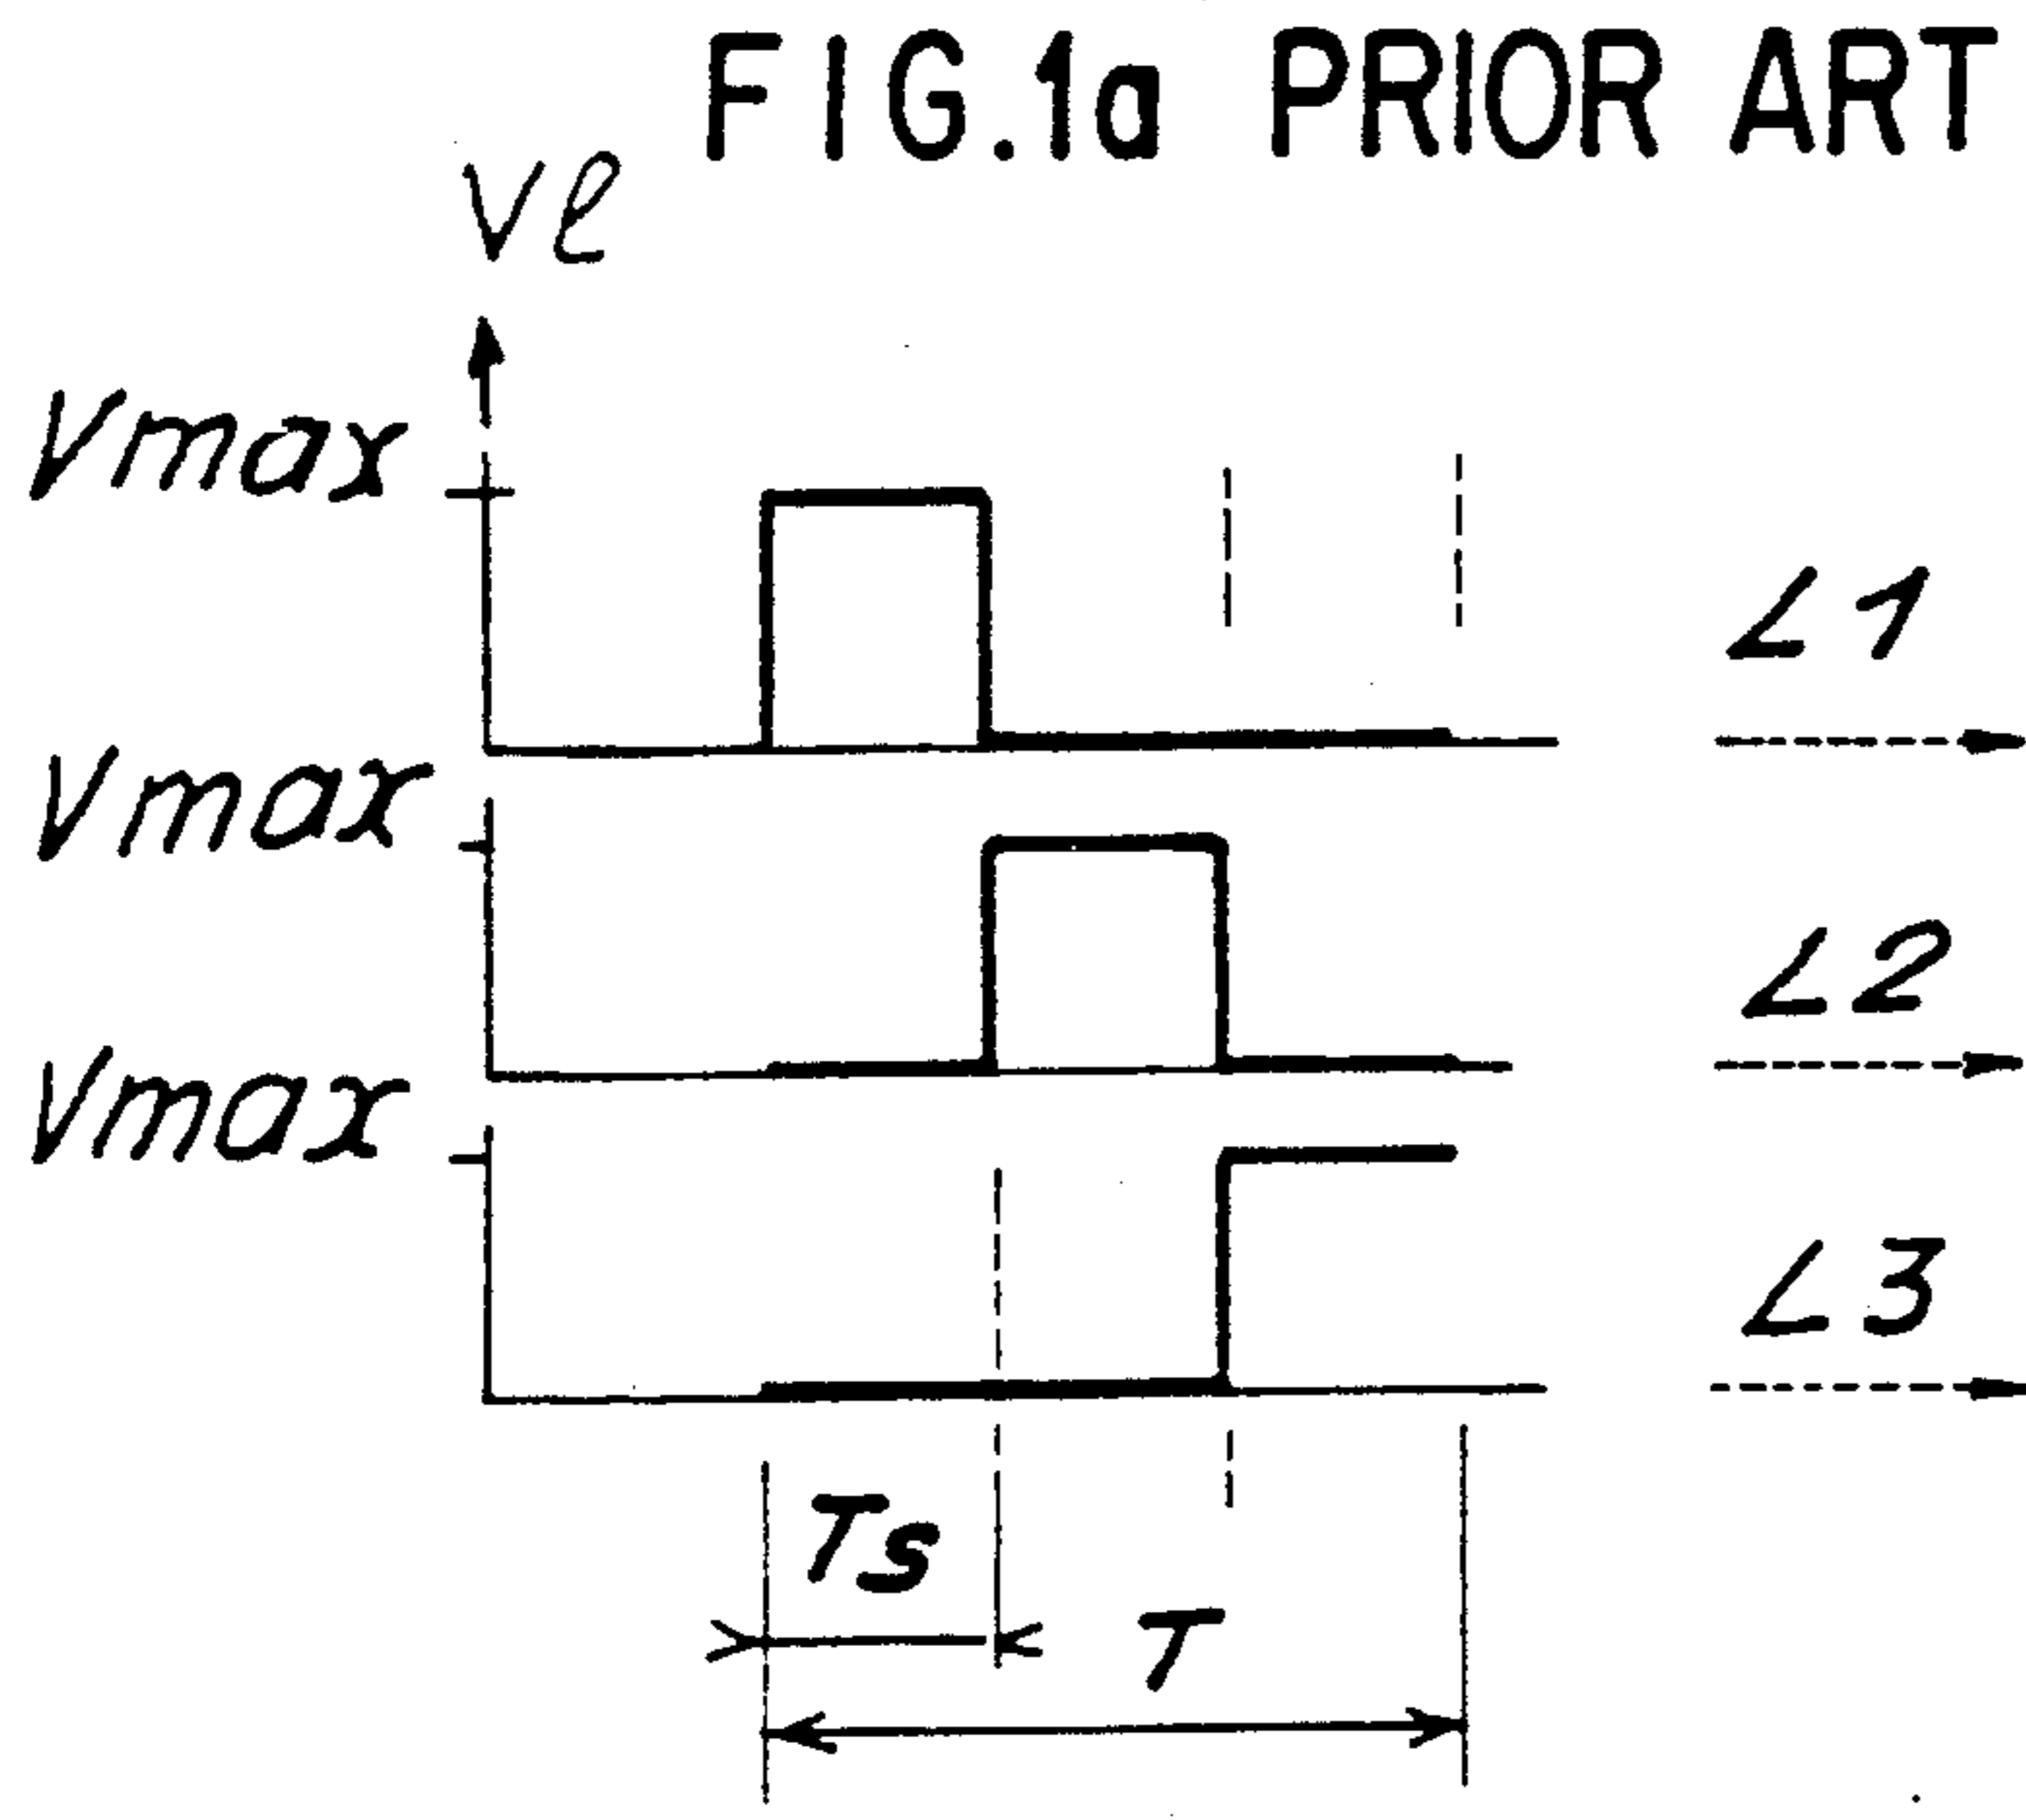 FIG.1a PRIOR ART
Vℓ
Vmax
L1
Vmax
L2
Vmax
L3
Ts
T